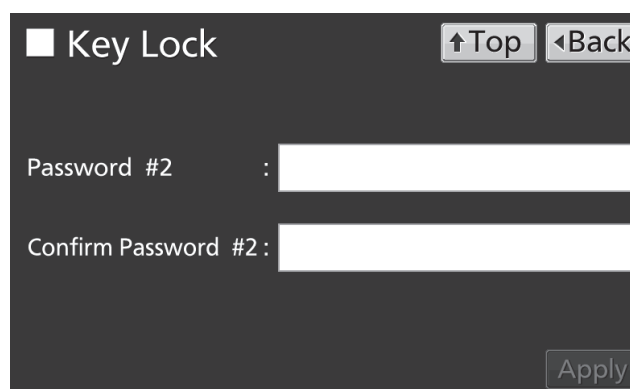 Key Lock
Top
Back
Password #2 :
Confirm Password #2 :
Apply